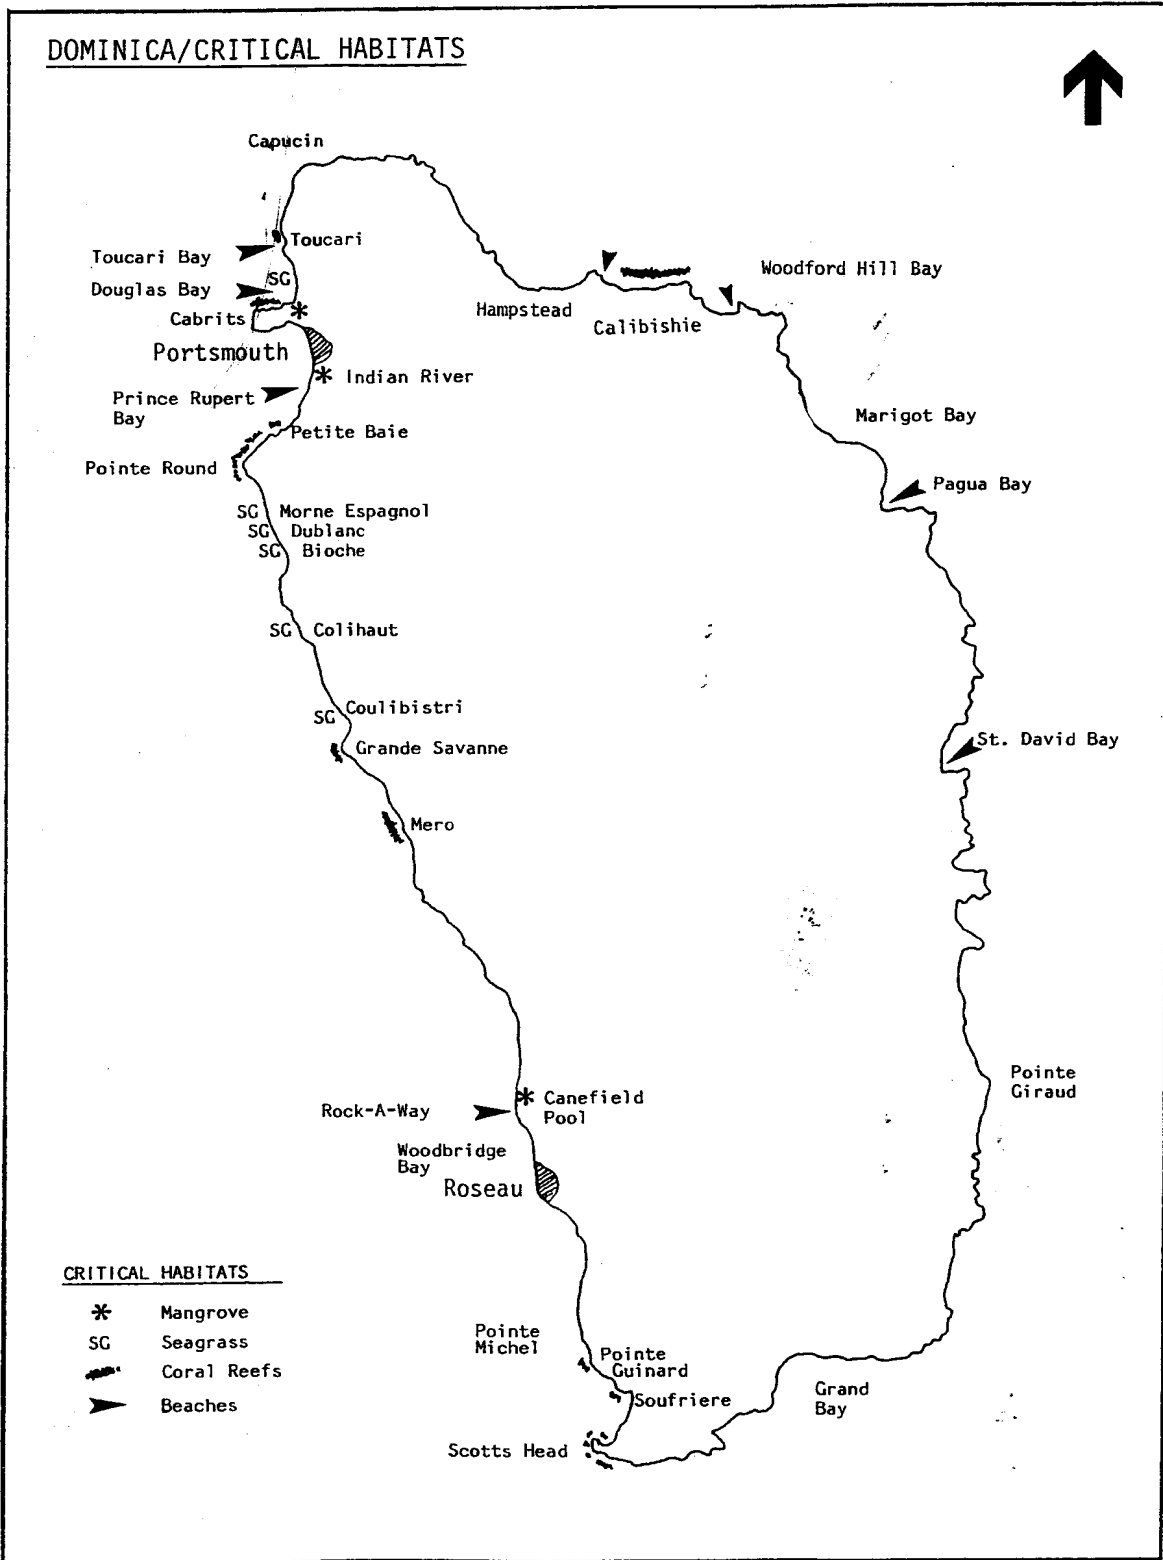 DOMINICA/CRITICAL HABITATS
Capucin
Toucari
Toucari Bay
SG
Douglas Bay
Woodford Hill Bay
Hampstead
Cabrits
Calibishie
Portsmouth
Indian River
Prince Rupert
Bay
Marigot Bay
Petite Baie
Pointe Round
Pagua Bay
SG Morne Espagnol
SG Dublanc
SG Bioche
SG Colihaut
Coulibistri
SG
Grande Savanne
St. David Bay
Mero
Pointe
Giraud
Canefield
Pool
Rock-A-Way
Woodbridge
Bay
Roseau
CRITICAL HABITATS
Mangrove
SG Seagrass
Coral Reefs
Beaches
Pointe
Michel
Pointe
Guinard
Soufriere
Grand
Bay
Scotts Head